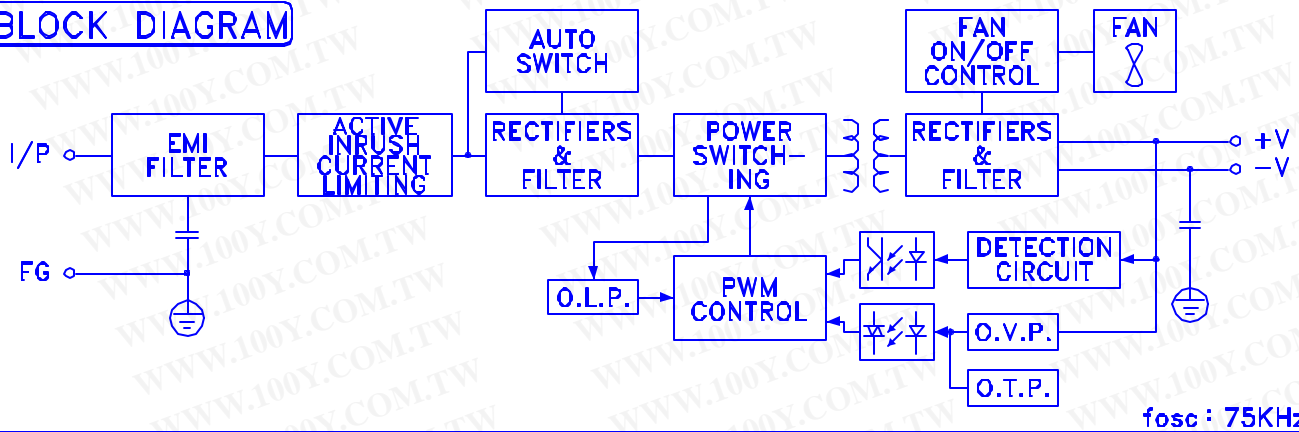 BLOCK DIAGRAM
AUTO
SWITCH
FAN
ON/OFF
CONTROL
FAN
I/P
EMI
FILTER
ACTIVE
INRUSH
CURRENT
LIMITING
RECTIFIERS
&
FILTER
POWER
SWITCH-
ING
RECTIFIERS
&
FILTER
+V
-V
FG
O.L.P.
PWM
CONTROL
DETECTION
CIRCUIT
O.V.P.
O.T.P.
fosc : 75KHz
WWW.100Y.COM.TW